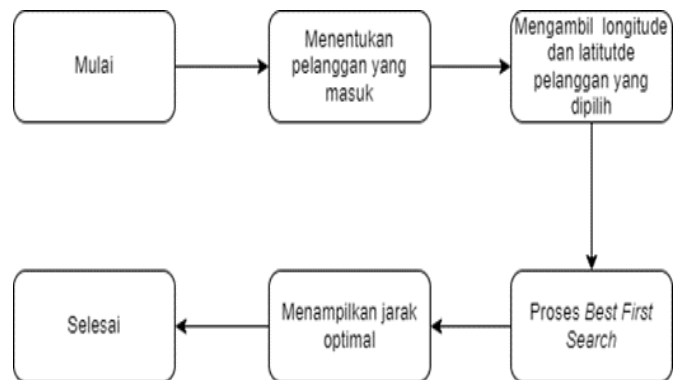 Mulai
Menentukan
pelanggan yang
masuk
Mengambil longitude
dan latitutde
pelanggan yang
dipilih
Proses Best First
Search
Menampilkan jarak
optimal
Selesai